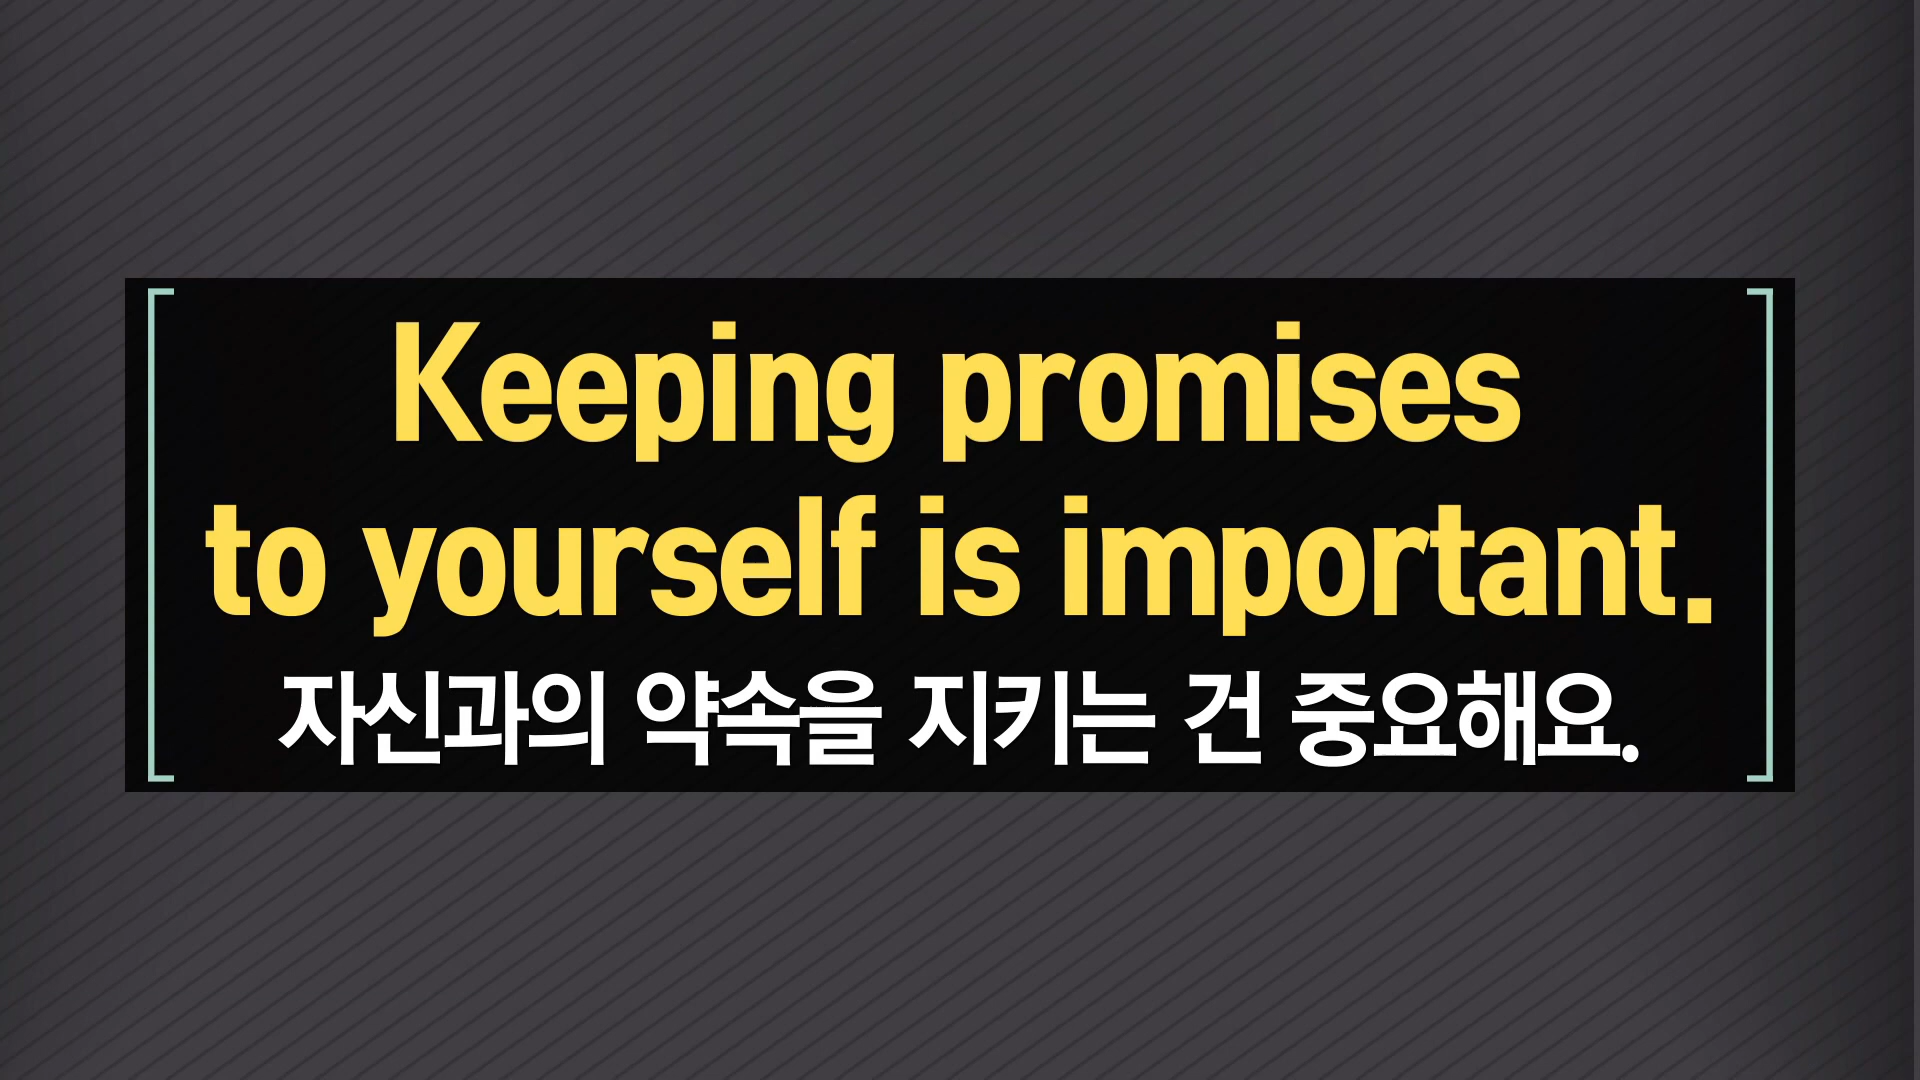 Keeping promises
to yourself is important.
자신과의 약속을 지키는 건 중요해요.